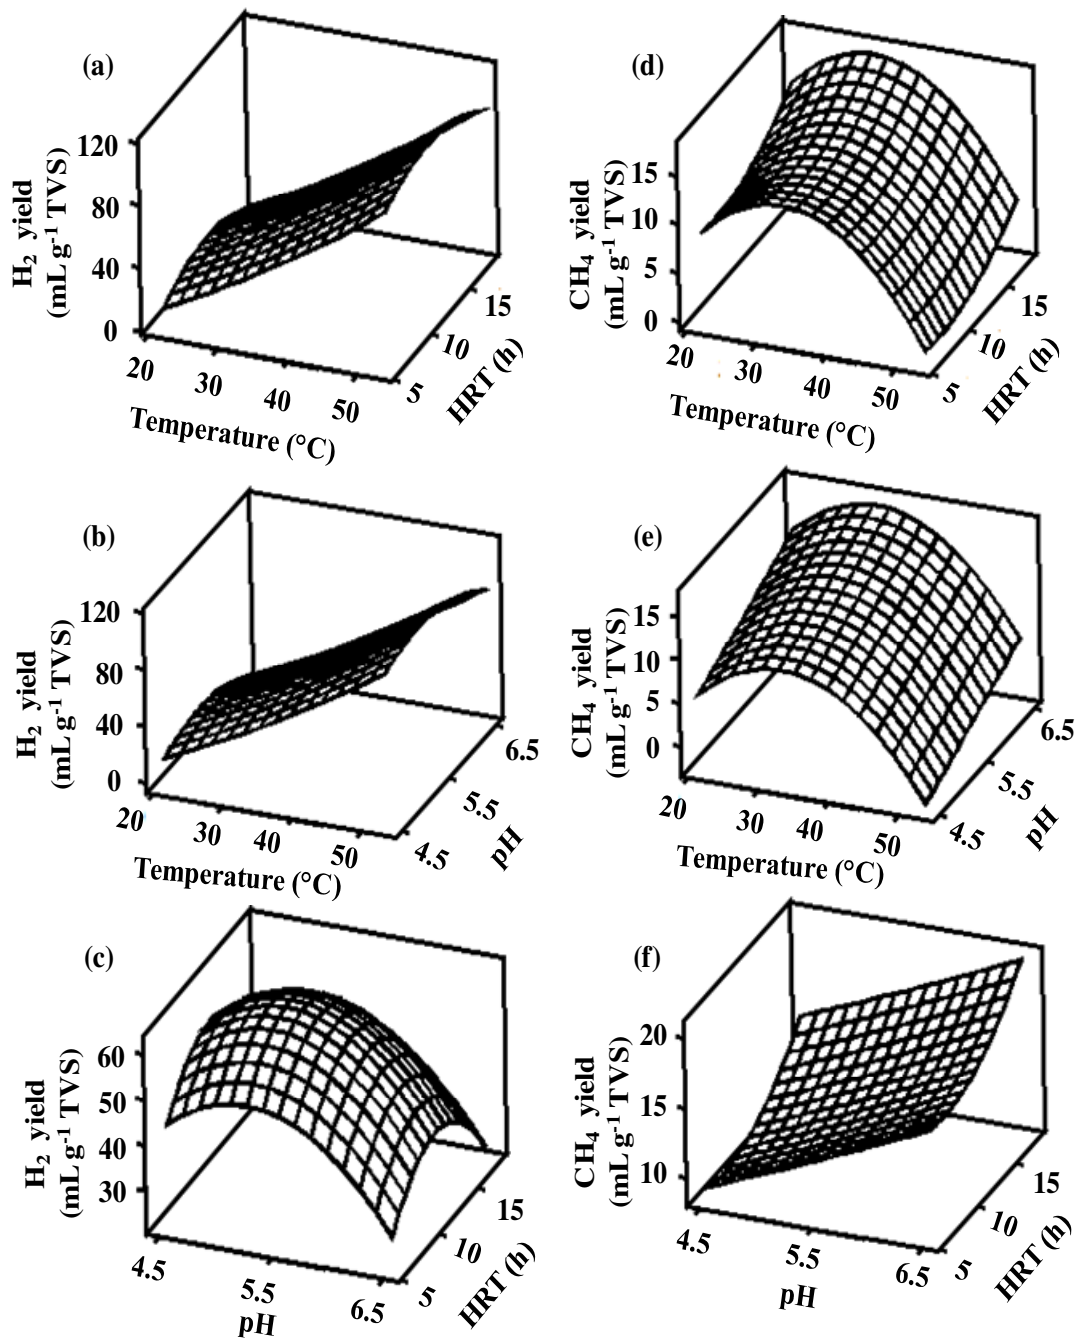 (a)
H₂ yield
(mL g⁻¹ TVS)
120
80
40
0
20
30
40
50
Temperature (°C)
5
10
15
HRT (h)
(d)
CH₄ yield
(mL g⁻¹ TVS)
15
10
5
0
20
30
40
50
Temperature (°C)
5
10
15
HRT (h)
(b)
H₂ yield
(mL g⁻¹ TVS)
120
80
40
0
20
30
40
50
Temperature (°C)
4.5
5.5
6.5
pH
(e)
CH₄ yield
(mL g⁻¹ TVS)
15
10
5
0
20
30
40
50
Temperature (°C)
4.5
5.5
6.5
pH
(c)
H₂ yield
(mL g⁻¹ TVS)
60
50
40
30
4.5
5.5
6.5
pH
5
10
15
HRT (h)
(f)
CH₄ yield
(mL g⁻¹ TVS)
20
15
10
4.5
5.5
6.5
pH
5
10
15
HRT (h)